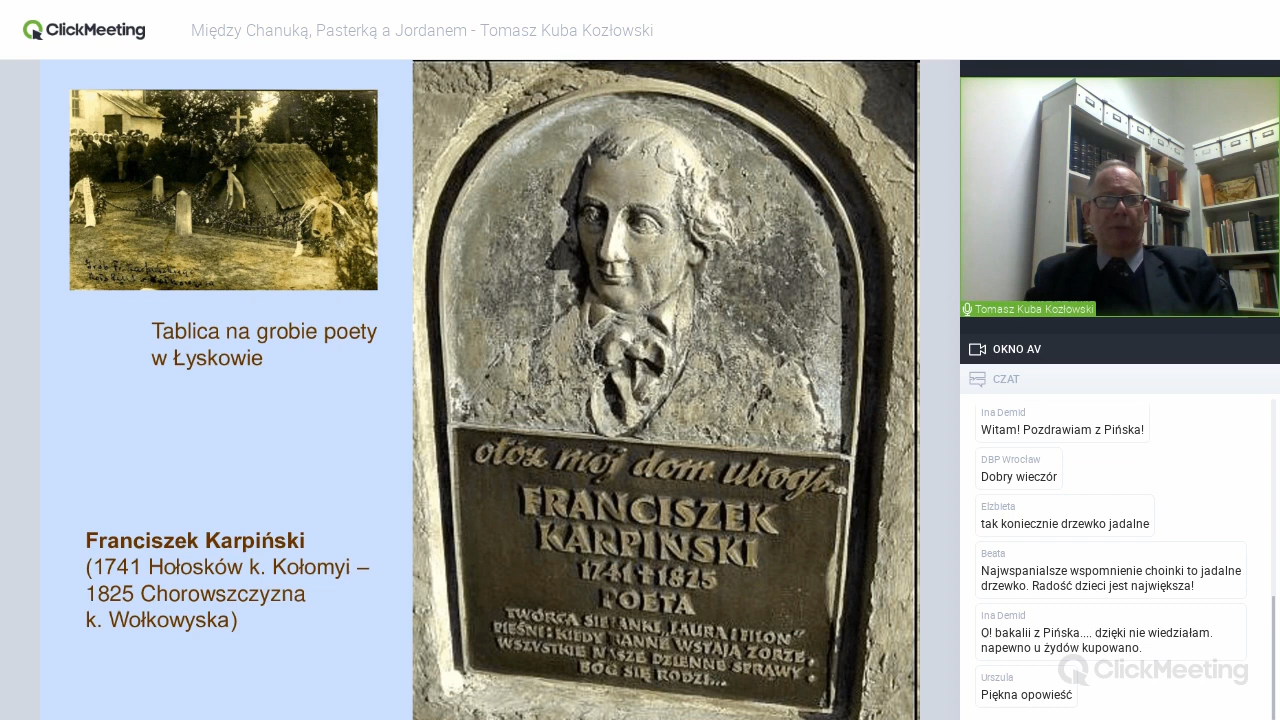 ClickMeeting
Między Chanuką, Pasterką a Jordanem - Tomasz Kuba Kozłowski
Tablica na grobie poety
w Łyskowie
Franciszek Karpiński
(1741 Hołosków k. Kołomyi –
1825 Chorowszczyzna
k. Wołkowyska)
otóż mój dom ubogi...
FRANCISZEK
KARPIŃSKI
1741 + 1825
POETA
TWÓRCA SIELANKI „LAURA I FILON”
PIEŚNI: KIEDY RANNE WSTAJĄ ZORZE,
WSZYSTKIE NASZE DZIENNE SPRAWY,
BÓG SIĘ RODZI...
Tomasz Kuba Kozłowski
OKNO AV
CZAT
Ina Demid
Witam! Pozdrawiam z Pińska!
DBP Wrocław
Dobry wieczór
Elzbieta
tak koniecznie drzewko jadalne
Beata
Najwspanialsze wspomnienie choinki to jadalne
drzewko. Radość dzieci jest największa!
Ina Demid
O! bakalii z Pińska.... dzięki nie wiedziałam.
napewno u żydów kupowano.
Urszula
Piękna opowieść
ClickMeeting